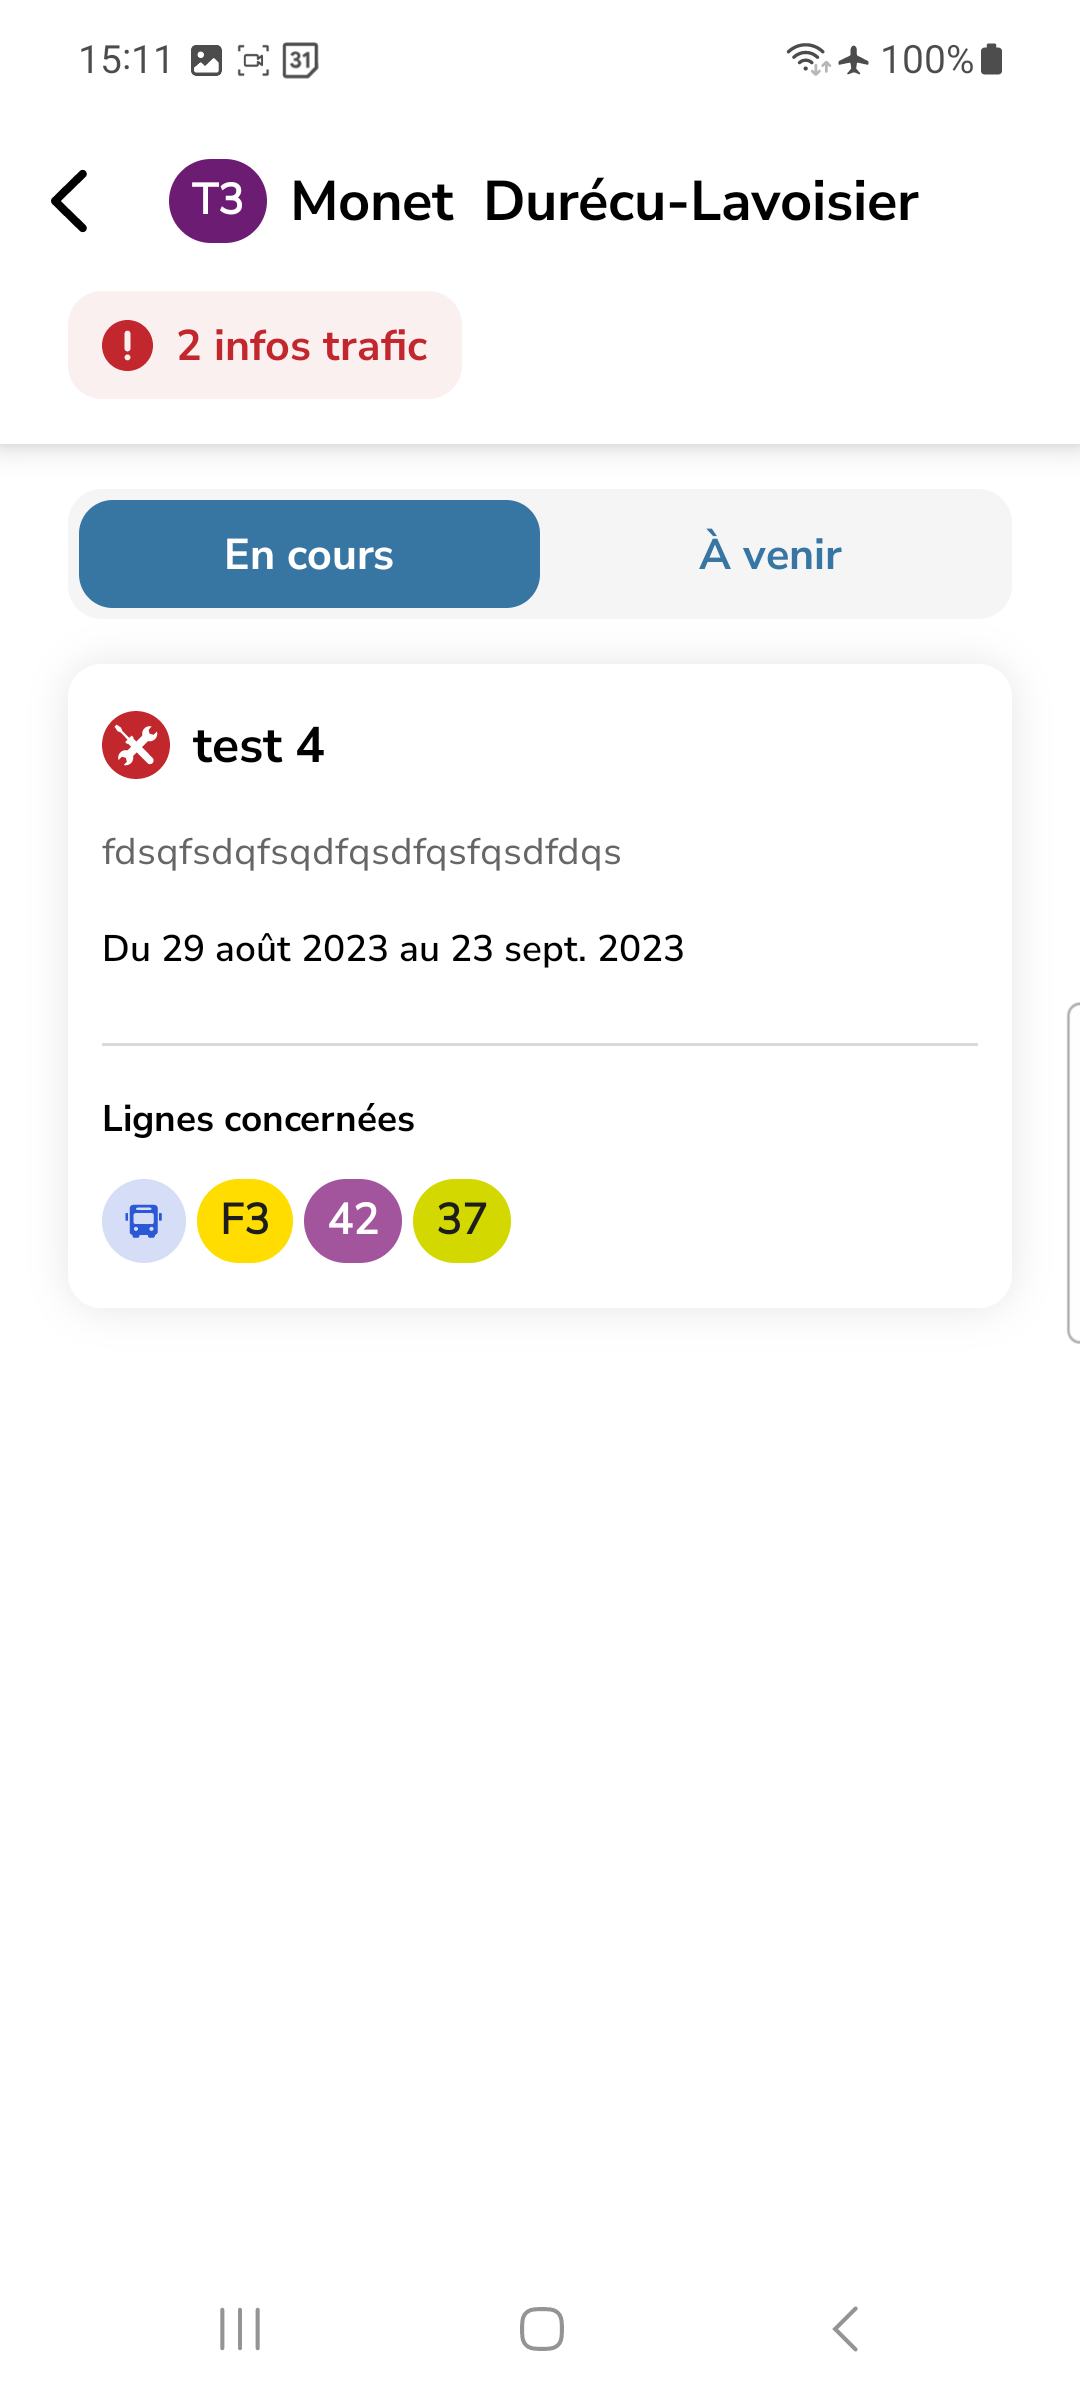 15:11 31 100%
T3 Monet Durécu-Lavoisier
2 infos trafic
En cours À venir
test 4
fdsqfsdqfsqdfqsdfqsfqsdfdqs
Du 29 août 2023 au 23 sept. 2023
Lignes concernées
F3 42 37